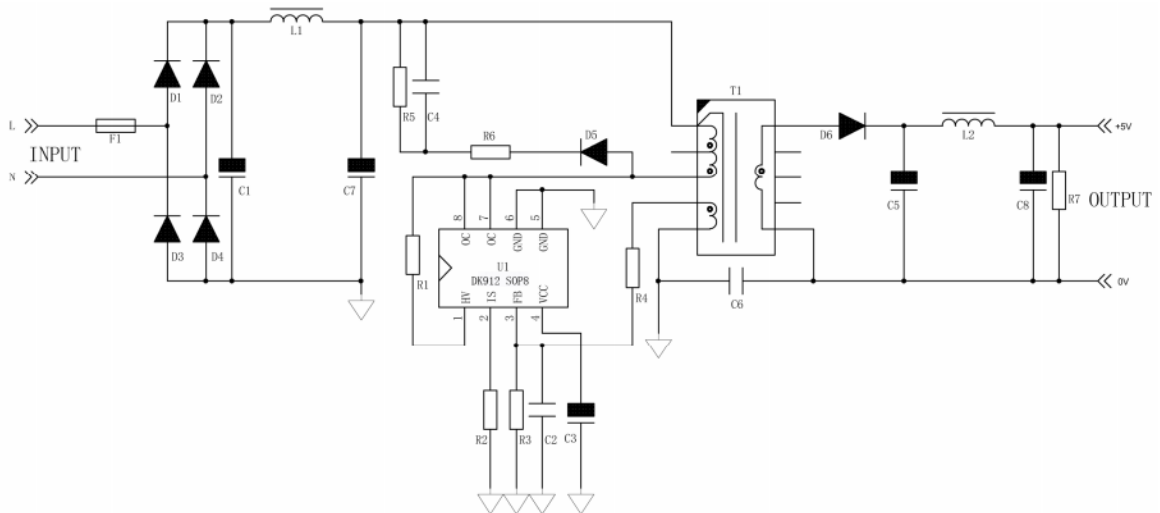 L1
T1
D1
D2
R5
C4
L
F1
R6
D5
D6
L2
+5V
INPUT
N
C1
C7
C5
C8
R7
OUTPUT
8
7
6
5
OC
OC
GND
GND
D3
D4
R1
U1
DK912 SOP8
R4
C6
0V
HV
IS
FB
VCC
1
2
3
4
R2
R3
C2
C3